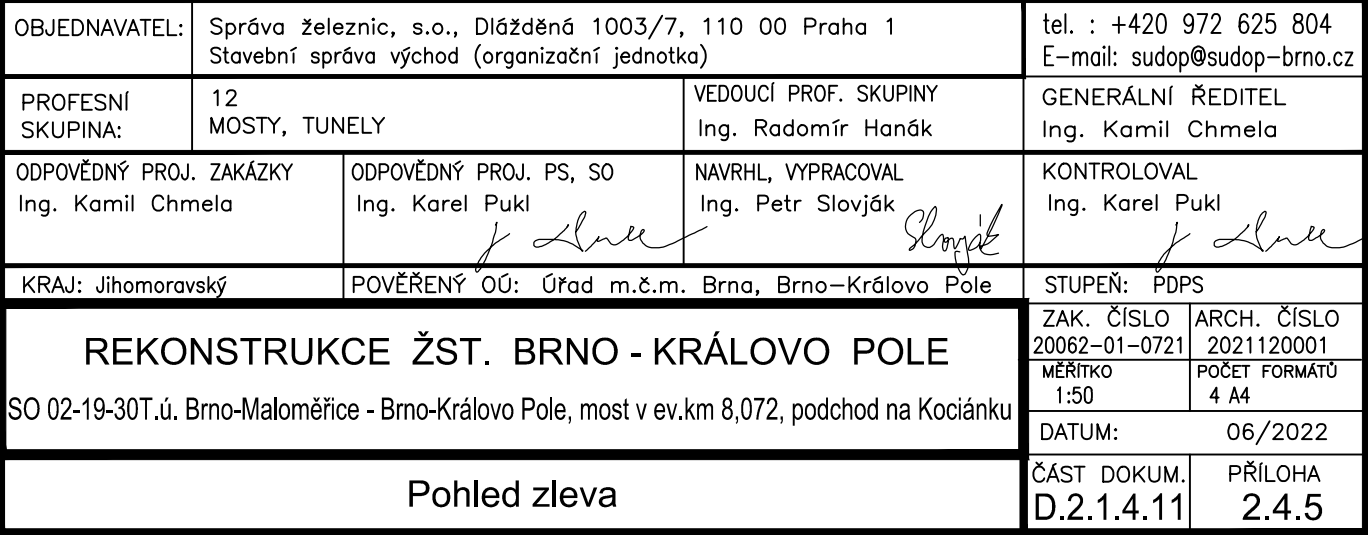 OBJEDNAVATEL:
Správa železnic, s.o., Dlážděná 1003/7, 110 00 Praha 1
Stavební správa východ (organizační jednotka)
tel. : +420 972 625 804
E-mail: sudop@sudop-brno.cz
PROFESNÍ
SKUPINA:
12
MOSTY, TUNELY
VEDOUCÍ PROF. SKUPINY
Ing. Radomír Hanák
GENERÁLNÍ ŘEDITEL
Ing. Kamil Chmela
ODPOVĚDNÝ PROJ. ZAKÁZKY
Ing. Kamil Chmela
ODPOVĚDNÝ PROJ. PS, SO
Ing. Karel Pukl
NAVRHL, VYPRACOVAL
Ing. Petr Slovják
Slovják
KONTROLOVAL
Ing. Karel Pukl
KRAJ: Jihomoravský
POVĚŘENÝ OÚ: Úřad m.č.m. Brna, Brno-Královo Pole
STUPEŇ: PDPS
REKONSTRUKCE ŽST. BRNO - KRÁLOVO POLE
SO 02-19-30T.ú. Brno-Maloměřice - Brno-Královo Pole, most v ev.km 8,072, podchod na Kociánku
ZAK. ČÍSLO
20062-01-0721
ARCH. ČÍSLO
2021120001
MĚŘÍTKO
1:50
POČET FORMÁTŮ
4 A4
DATUM: 06/2022
Pohled zleva
ČÁST DOKUM.
D.2.1.4.11
PŘÍLOHA
2.4.5